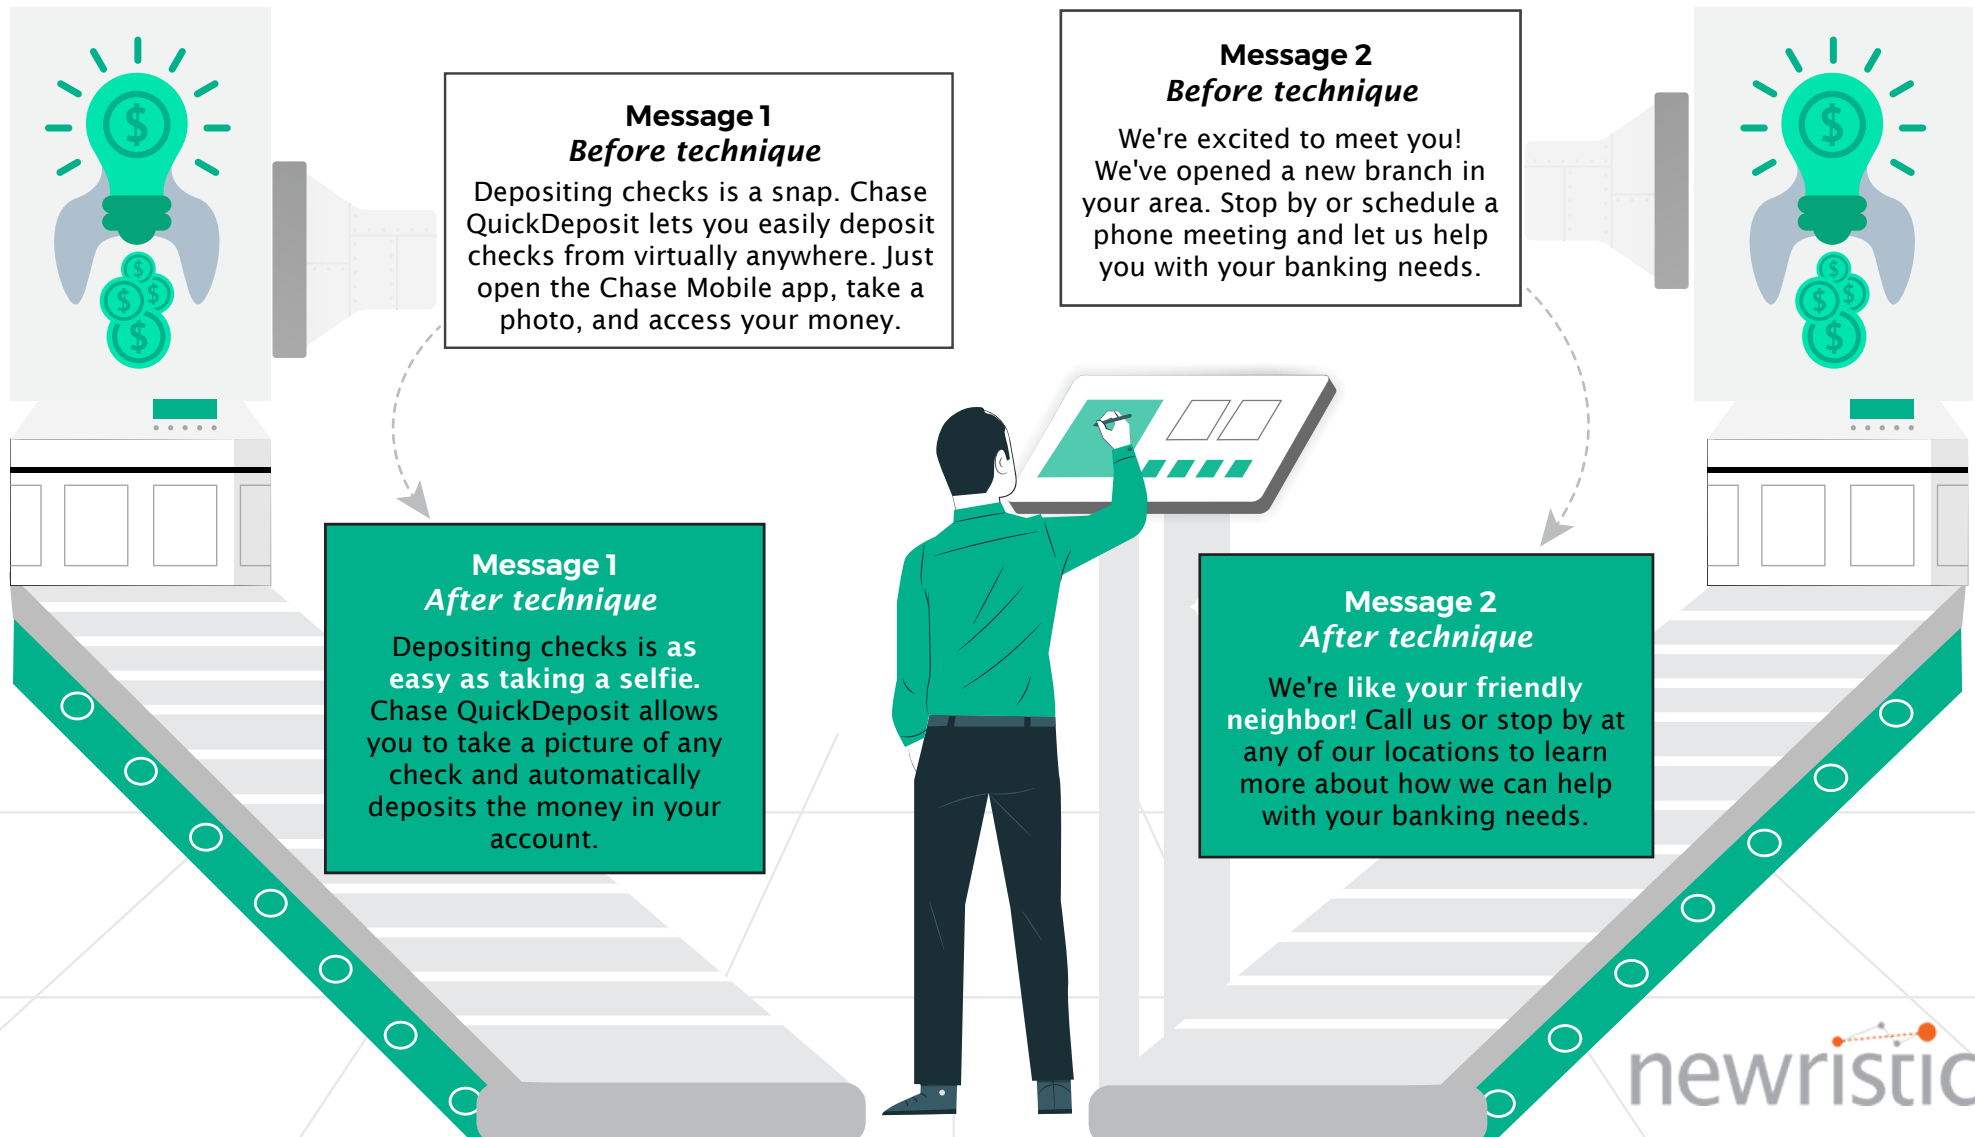 Message 1
Before technique
Depositing checks is a snap. Chase
QuickDeposit lets you easily deposit
checks from virtually anywhere. Just
open the Chase Mobile app, take a
photo, and access your money.
Message 2
Before technique
We're excited to meet you!
We've opened a new branch in
your area. Stop by or schedule a
phone meeting and let us help
you with your banking needs.
Message 1
After technique
Depositing checks is as
easy as taking a selfie.
Chase QuickDeposit allows
you to take a picture of any
check and automatically
deposits the money in your
account.
Message 2
After technique
We're like your friendly
neighbor! Call us or stop by at
any of our locations to learn
more about how we can help
with your banking needs.
newristic
$
$
$
$
$
$
$
$
$
$